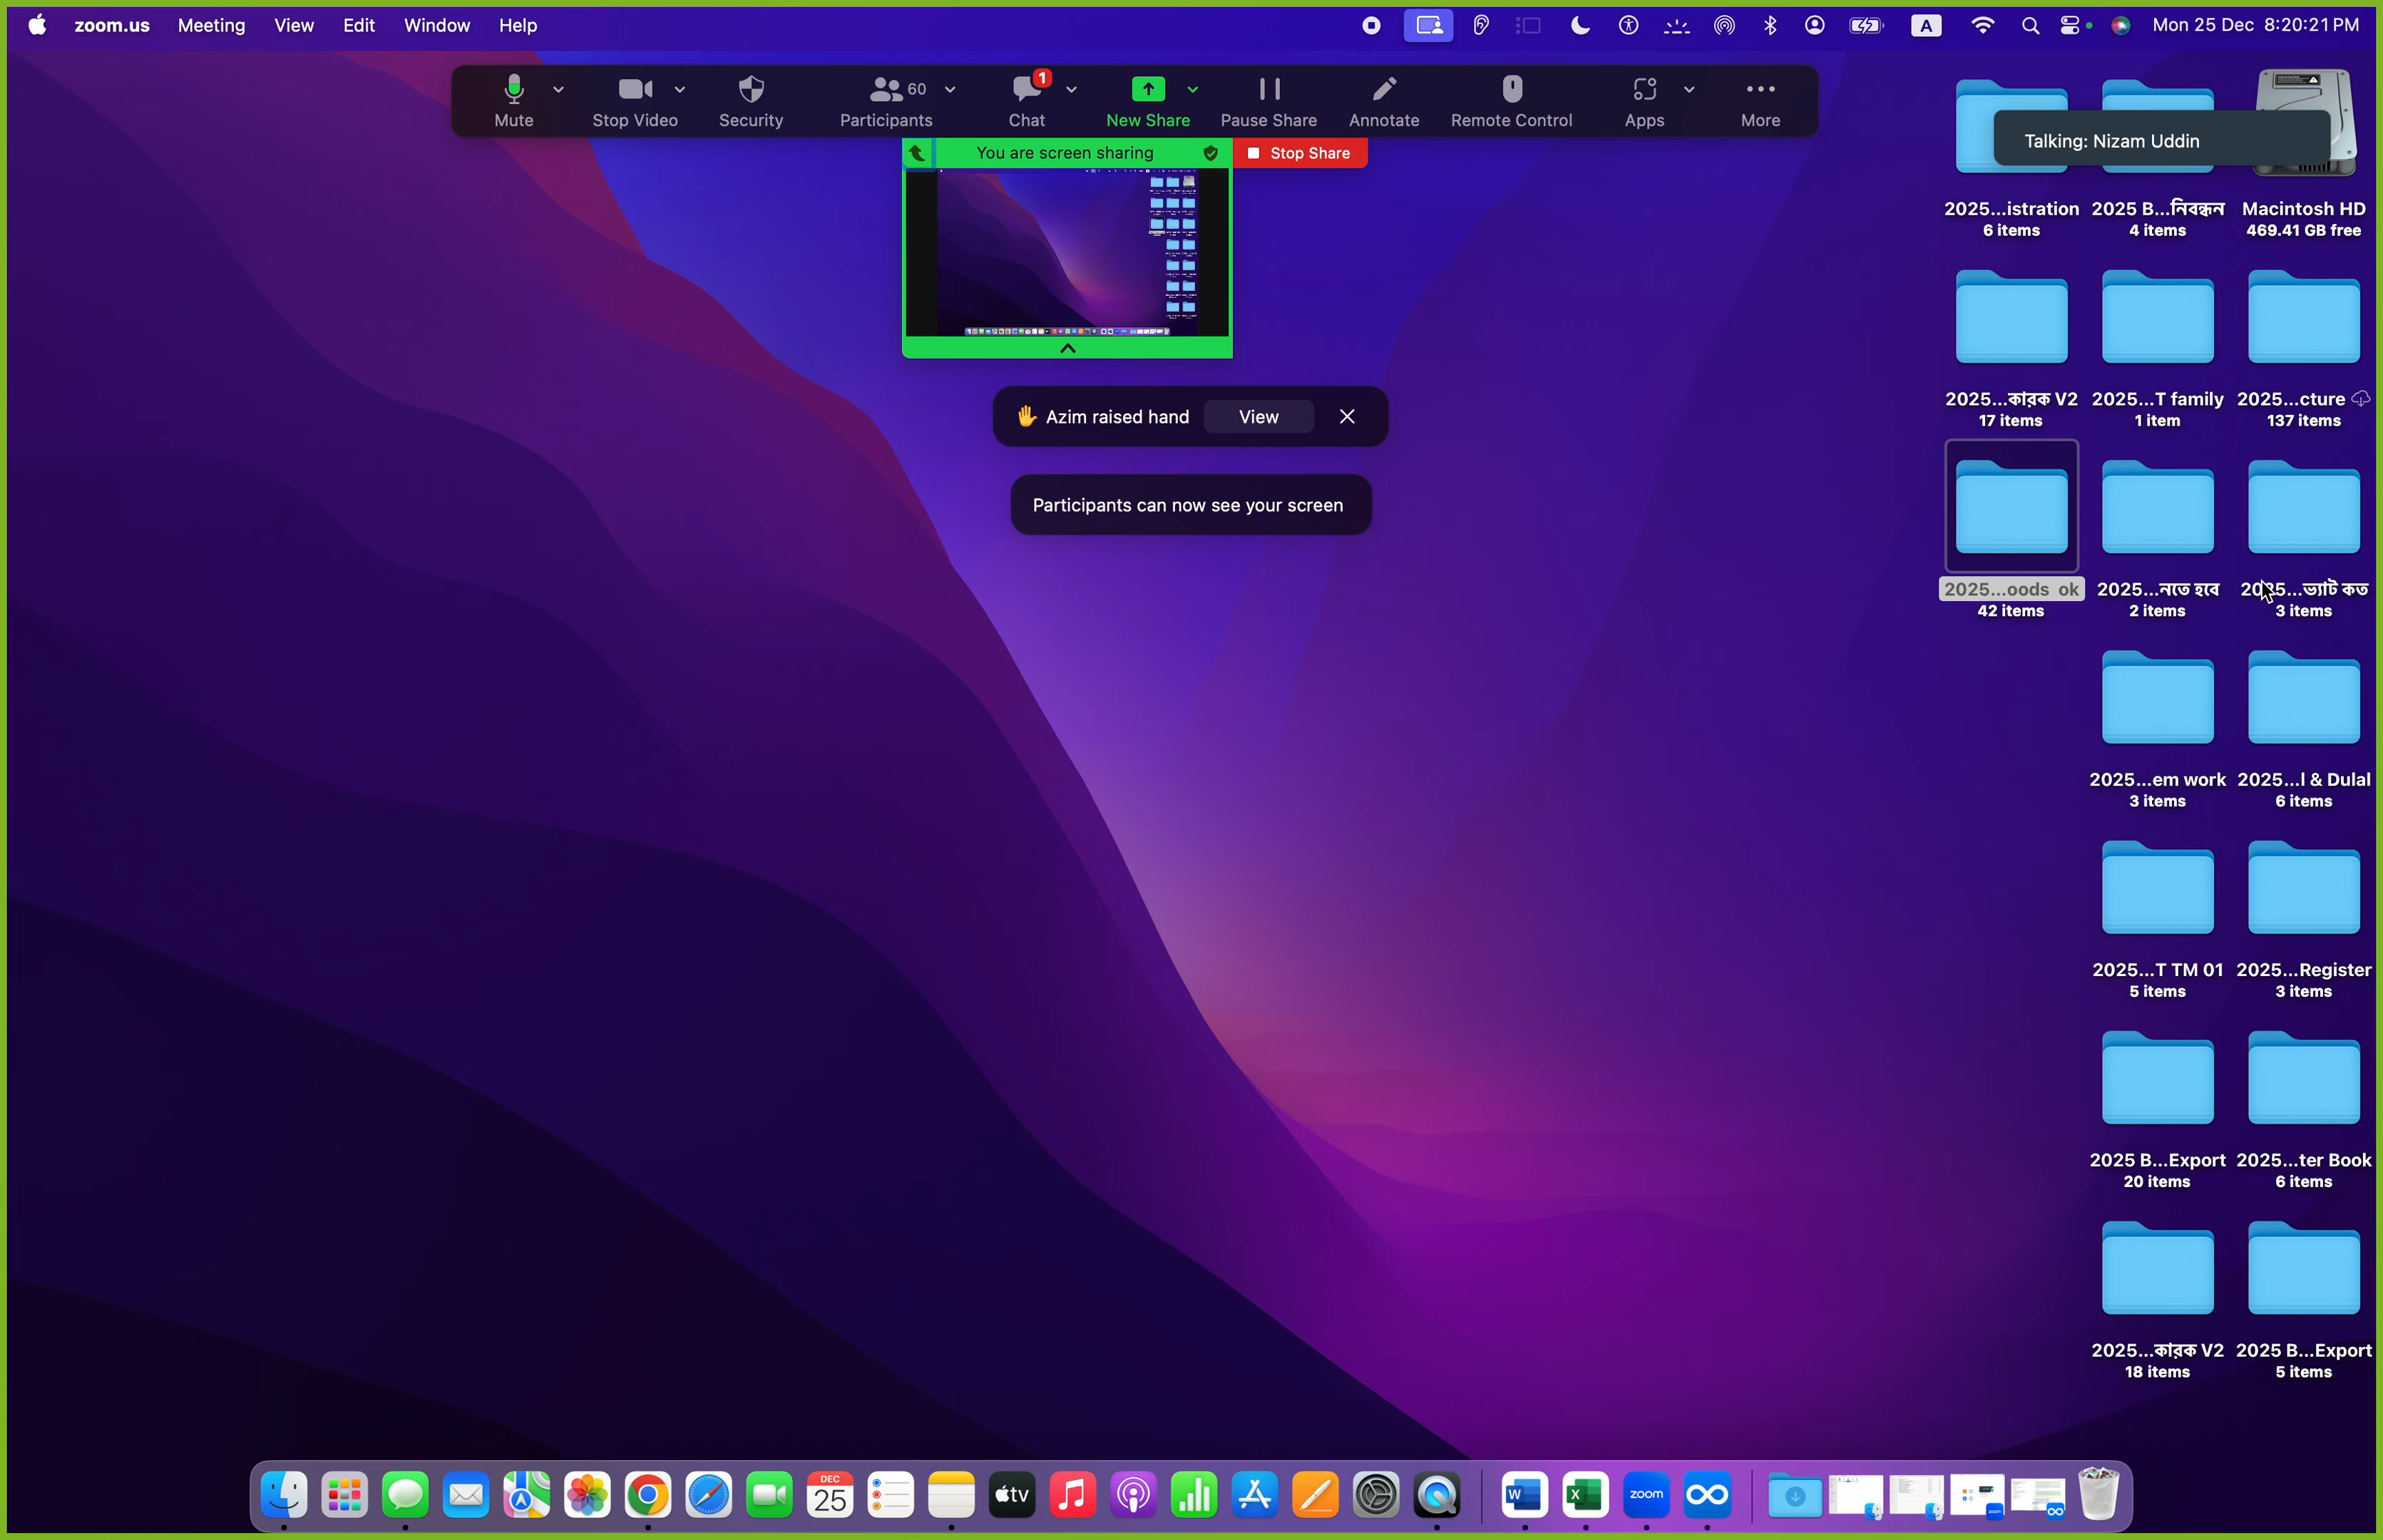 zoom.us Meeting View Edit Window Help
A Mon 25 Dec 8:20:21 PM
60 1
Mute Stop Video Security Participants Chat New Share Pause Share Annotate Remote Control Apps More
You are screen sharing Stop Share
Talking: Nizam Uddin
2025...istration 2025 B...নিবন্ধন Macintosh HD
6 items 4 items 469.41 GB free
2025...কারক V2 2025...T family 2025...cture
17 items 1 item 137 items
Azim raised hand View
Participants can now see your screen
2025...oods ok 2025...নতে হবে 2025...ভ্যাট কত
42 items 2 items 3 items
2025...em work 2025...l & Dulal
3 items 6 items
2025...T TM 01 2025...Register
5 items 3 items
2025 B...Export 2025...ter Book
20 items 6 items
2025...কারক V2 2025 B...Export
18 items 5 items
DEC
25
tv
W X zoom
zoom